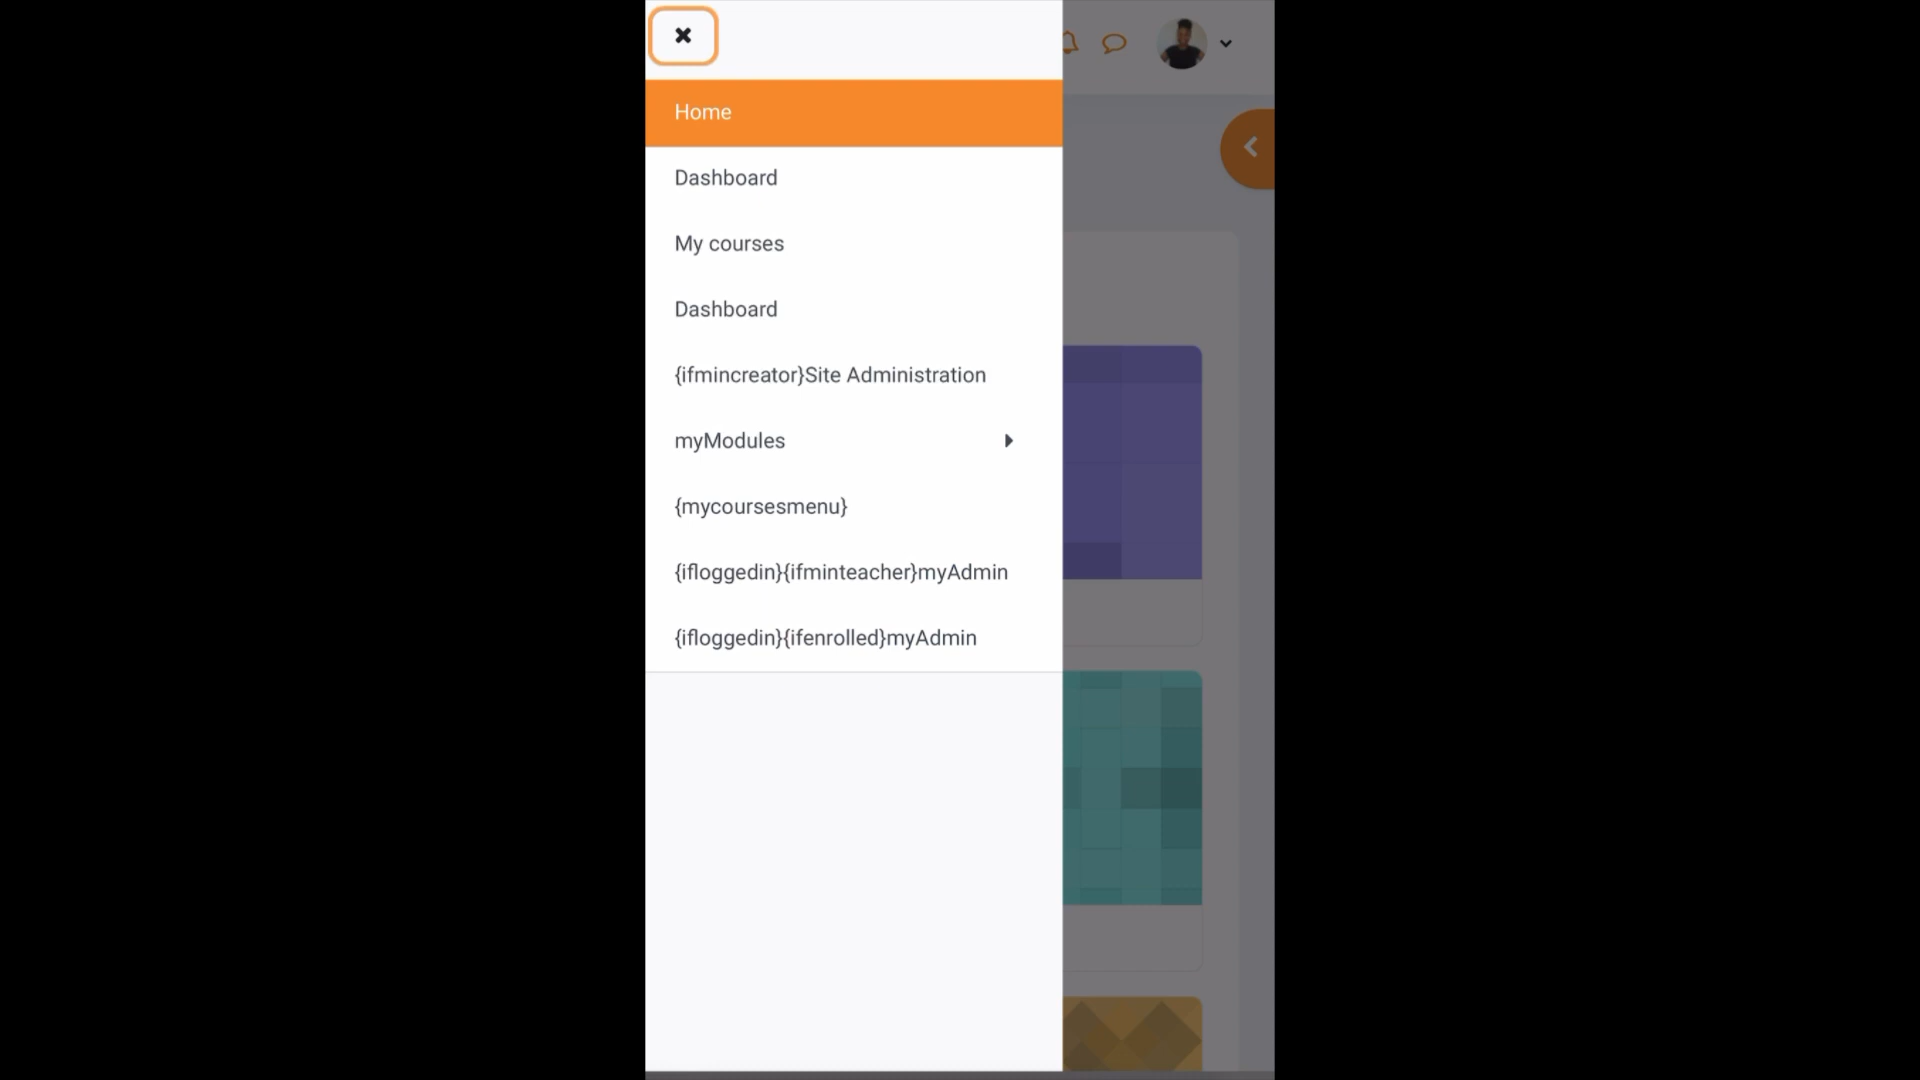 Home
Dashboard
My courses
Dashboard
{ifmincreator}Site Administration
myModules
{mycoursesmenu}
{ifloggedin}{ifminteacher}myAdmin
{ifloggedin}{ifenrolled}myAdmin